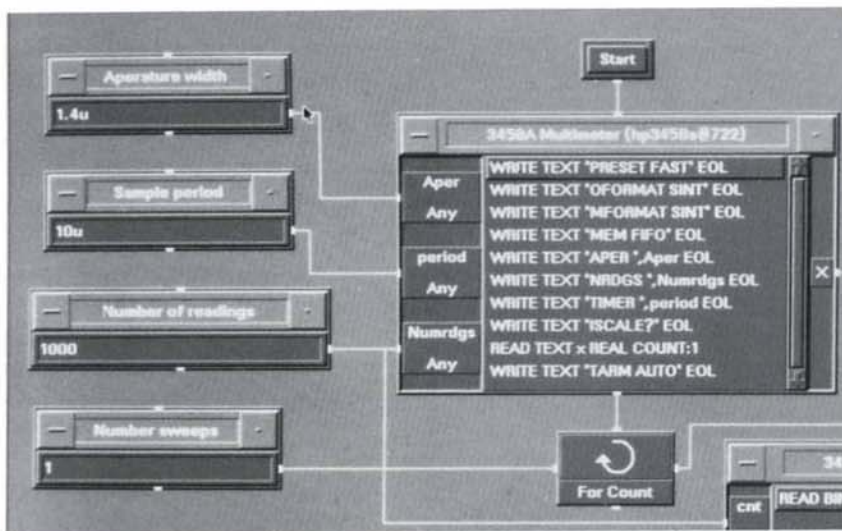 Aperature width
1.4u
Sample period
10u
Number of readings
1000
Number sweeps
1
Start
3458A Multimeter (hp3458s@722)
Aper
Any
period
Any
Numrdgs
Any
WRITE TEXT "PRESET FAST" EOL
WRITE TEXT "OFORMAT SINT" EOL
WRITE TEXT "MFORMAT SINT" EOL
WRITE TEXT "MEM FIFO" EOL
WRITE TEXT "APER ",Aper EOL
WRITE TEXT "NRDGS ",Numrdgs EOL
WRITE TEXT "TIMER ",period EOL
WRITE TEXT "ISCALE?" EOL
READ TEXT x REAL COUNT:1
WRITE TEXT "TARM AUTO" EOL
X
For Count
cnt
READ